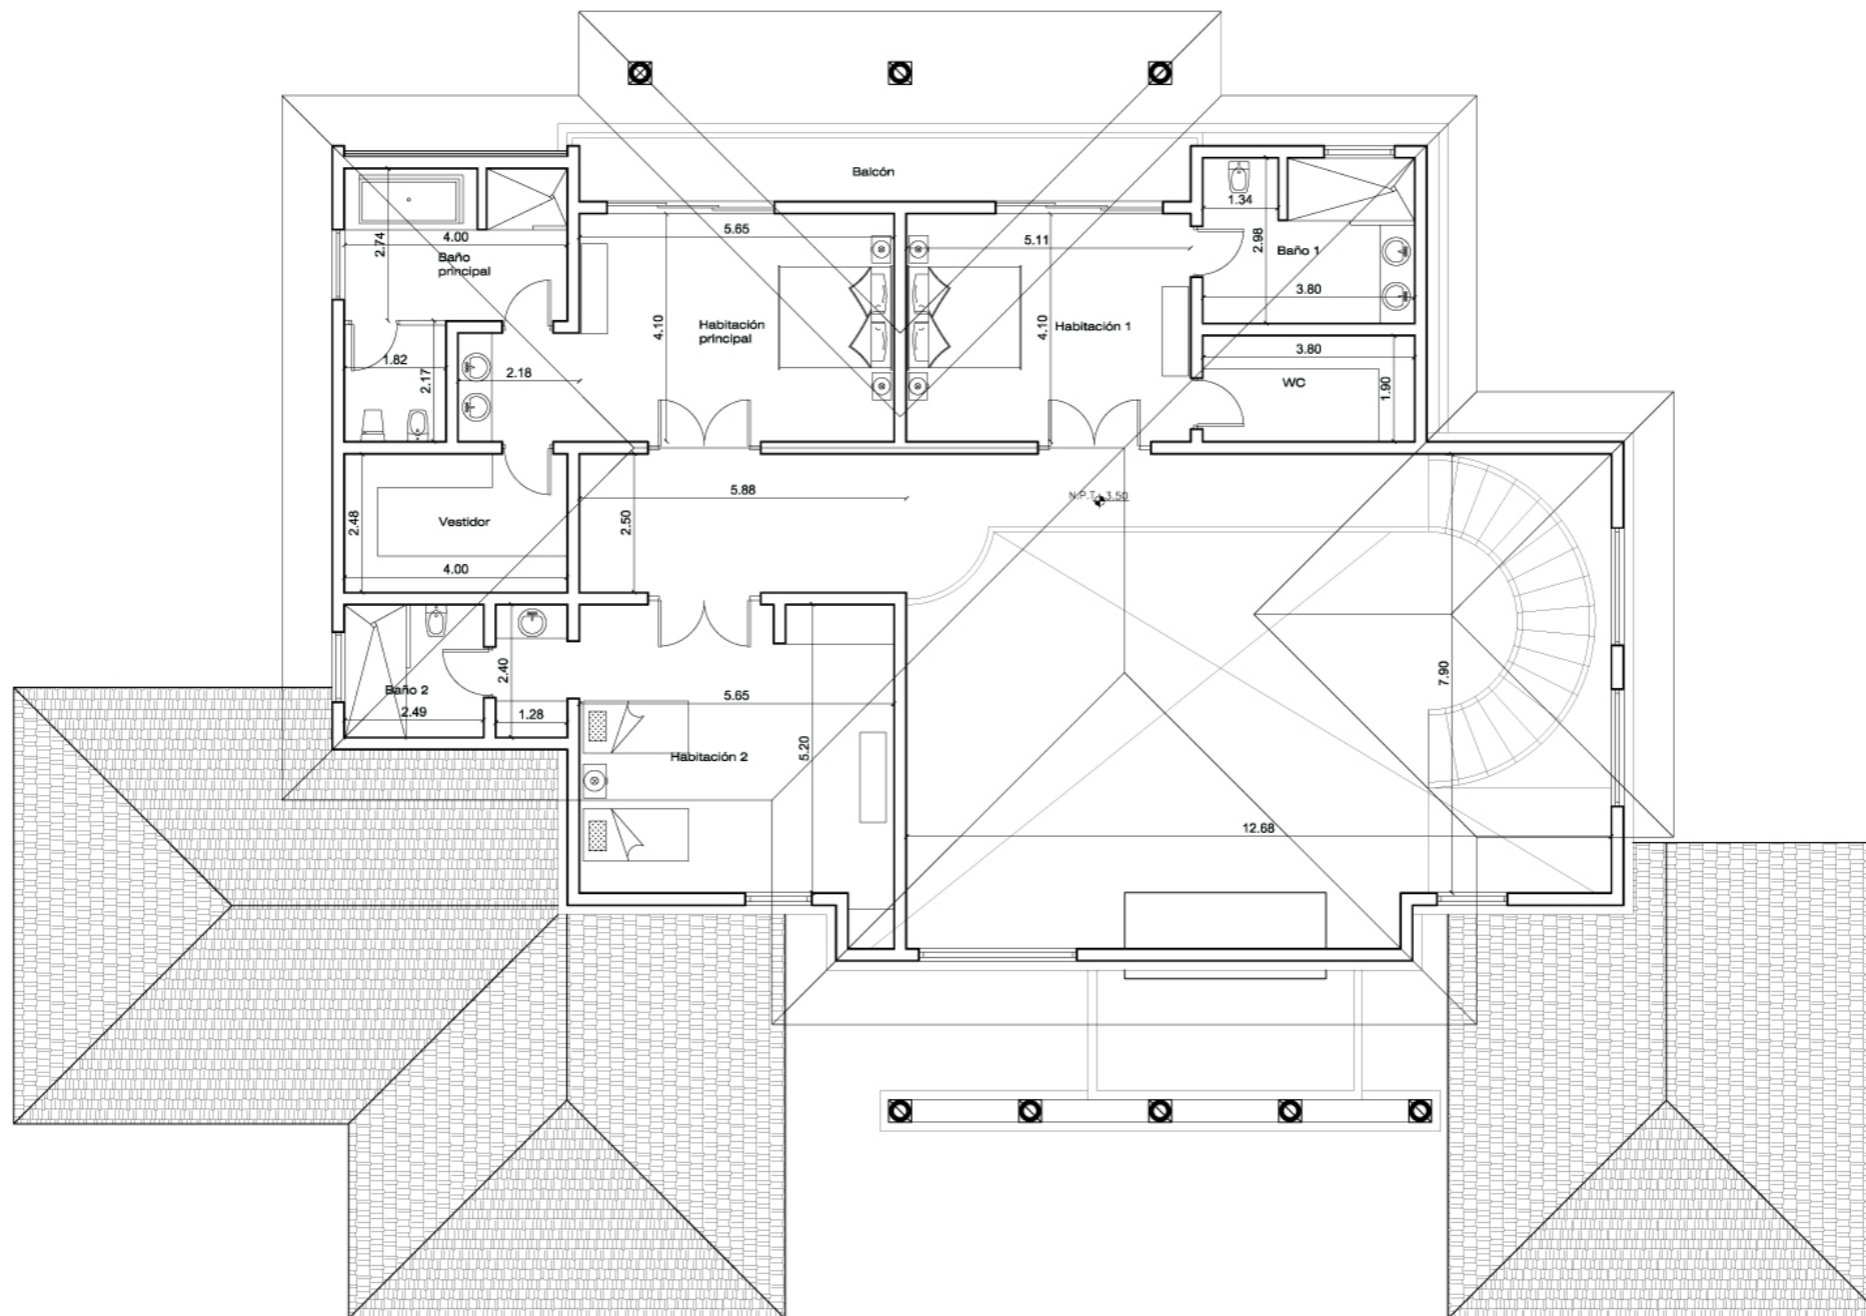 Balcón
1.34
5.65
4.00
2.74
Baño
principal
5.11
2.98
Baño 1
3.80
4.10
Habitación
principal
4.10
Habitación 1
3.80
1.82
2.17
2.18
WC
1.90
5.88
N.P.T.+3.50
2.48
Vestidor
2.50
4.00
2.40
7.90
Baño 2
5.65
2.49
1.28
5.20
Habitación 2
12.68